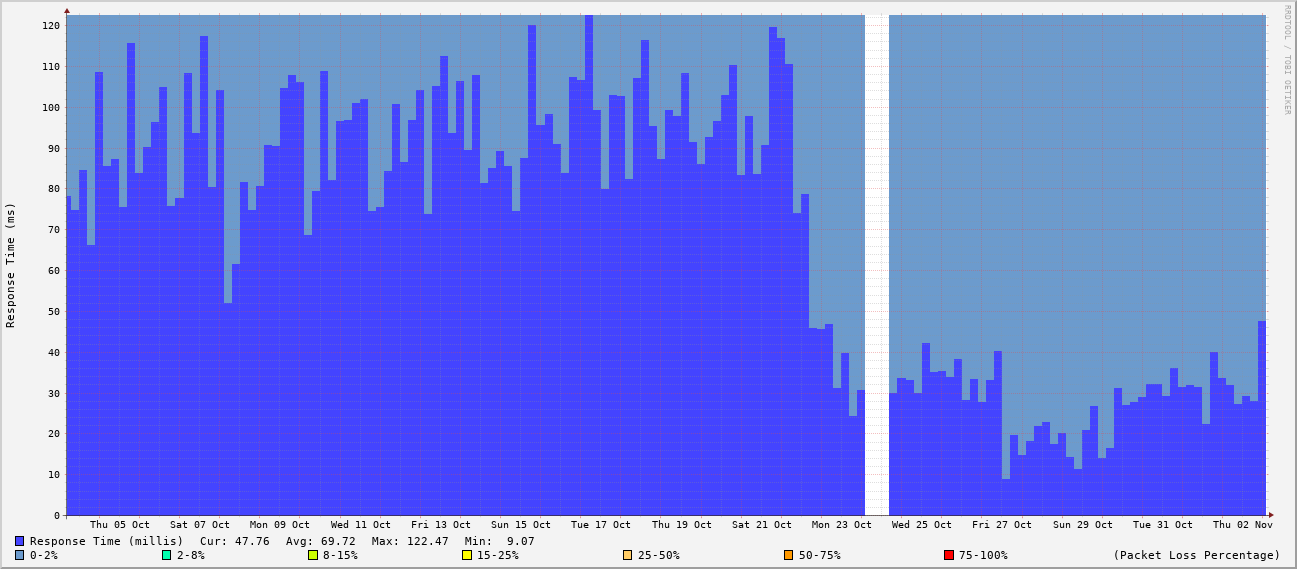 RRDTOOL / TOBI OETIKER
Response Time (ms)
120
110
100
90
80
70
60
50
40
30
20
10
0
Thu 05 Oct Sat 07 Oct Mon 09 Oct Wed 11 Oct Fri 13 Oct Sun 15 Oct Tue 17 Oct Thu 19 Oct Sat 21 Oct Mon 23 Oct Wed 25 Oct Fri 27 Oct Sun 29 Oct Tue 31 Oct Thu 02 Nov
Response Time (millis) Cur: 47.76 Avg: 69.72 Max: 122.47 Min: 9.07
0-2% 2-8% 8-15% 15-25% 25-50% 50-75% 75-100% (Packet Loss Percentage)